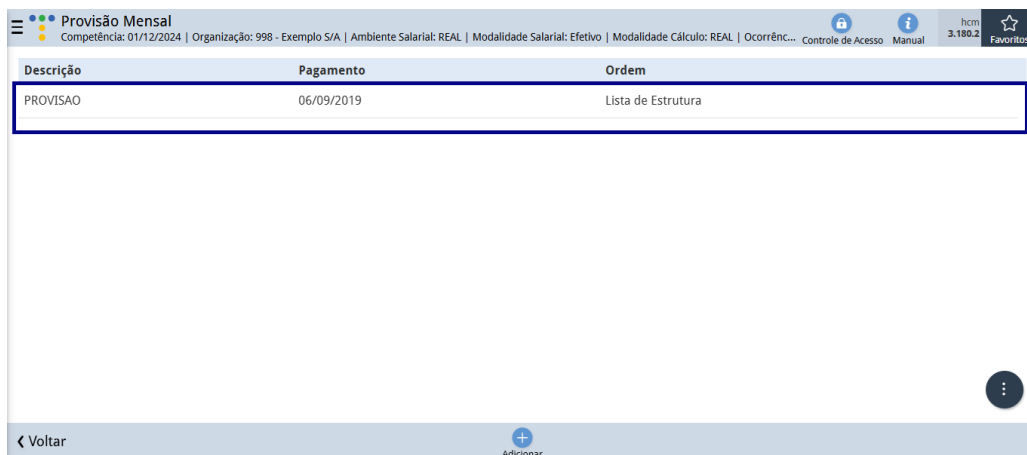 Provisão Mensal
Competência: 01/12/2024 | Organização: 998 - Exemplo S/A | Ambiente Salarial: REAL | Modalidade Salarial: Efetivo | Modalidade Cálculo: REAL | Ocorrênc...
Controle de Acesso
Manual
hcm
3.180.2
Favoritos
Descrição Pagamento Ordem
PROVISAO 06/09/2019 Lista de Estrutura
Voltar
Adicionar